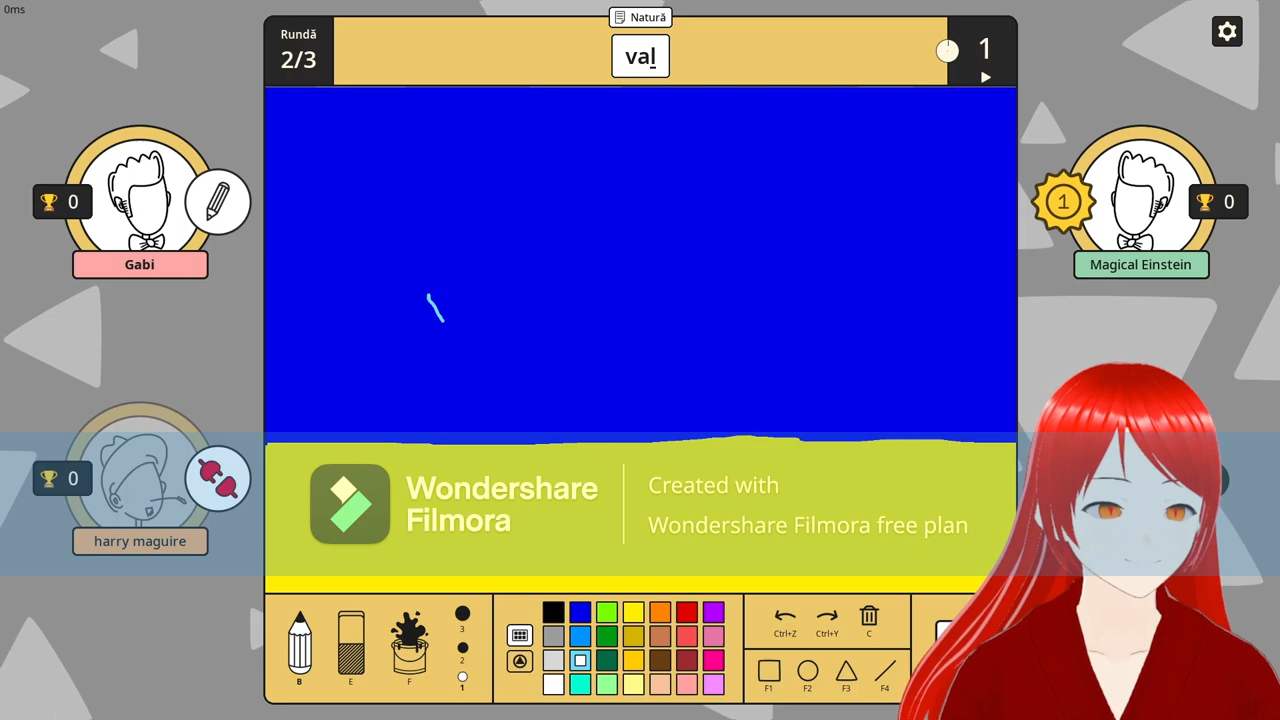 0ms
Natură
Rundă
2/3
val
1
0
Gabi
1
0
Magical Einstein
0
harry maguire
Wondershare
Filmora
Created with
Wondershare Filmora free plan
B
E
F
3
2
1
Ctrl+Z
Ctrl+Y
C
F1
F2
F3
F4